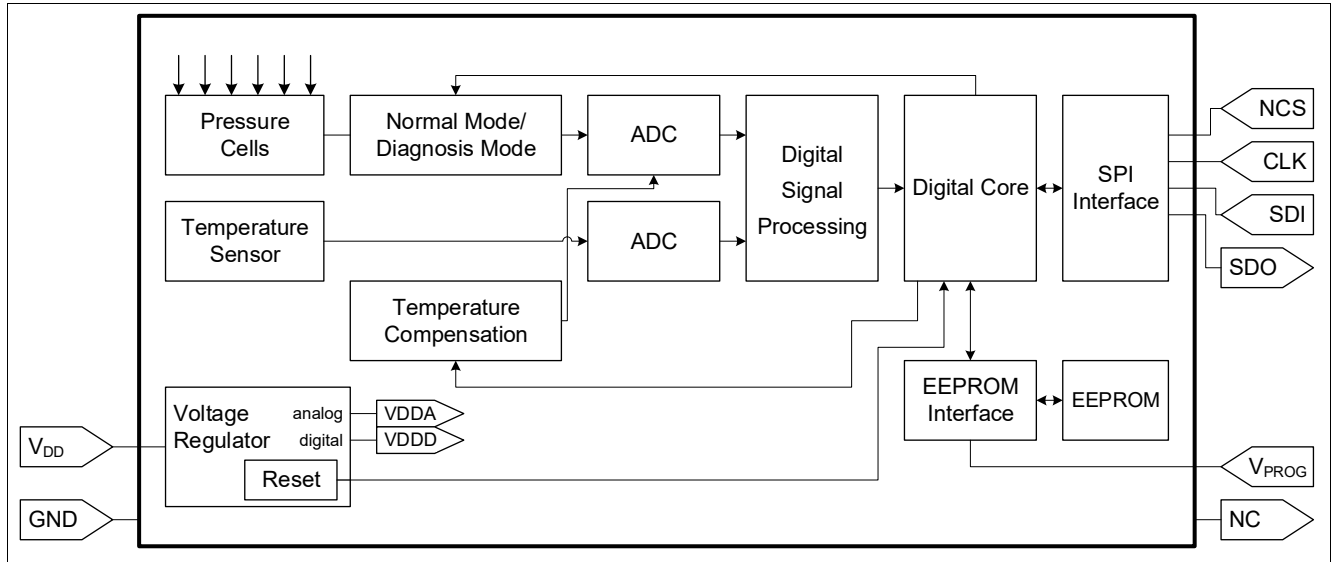 Pressure
Cells
Normal Mode/
Diagnosis Mode
ADC
Digital
Signal
Processing
Digital Core
SPI
Interface
NCS
CLK
SDI
SDO
Temperature
Sensor
ADC
Temperature
Compensation
Voltage
Regulator
analog
digital
VDDA
VDDD
Reset
EEPROM
Interface
EEPROM
VDD
GND
VPROG
NC